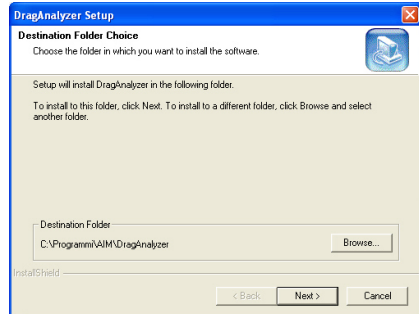 DragAnalyzer Setup
Destination Folder Choice
Choose the folder in which you want to install the software.
Setup will install DragAnalyzer in the following folder.
To install to this folder, click Next. To install to a different folder, click Browse and select
another folder.
Destination Folder
C:\Programmi\AIM\DragAnalyzer
Browse...
InstallShield
< Back
Next >
Cancel